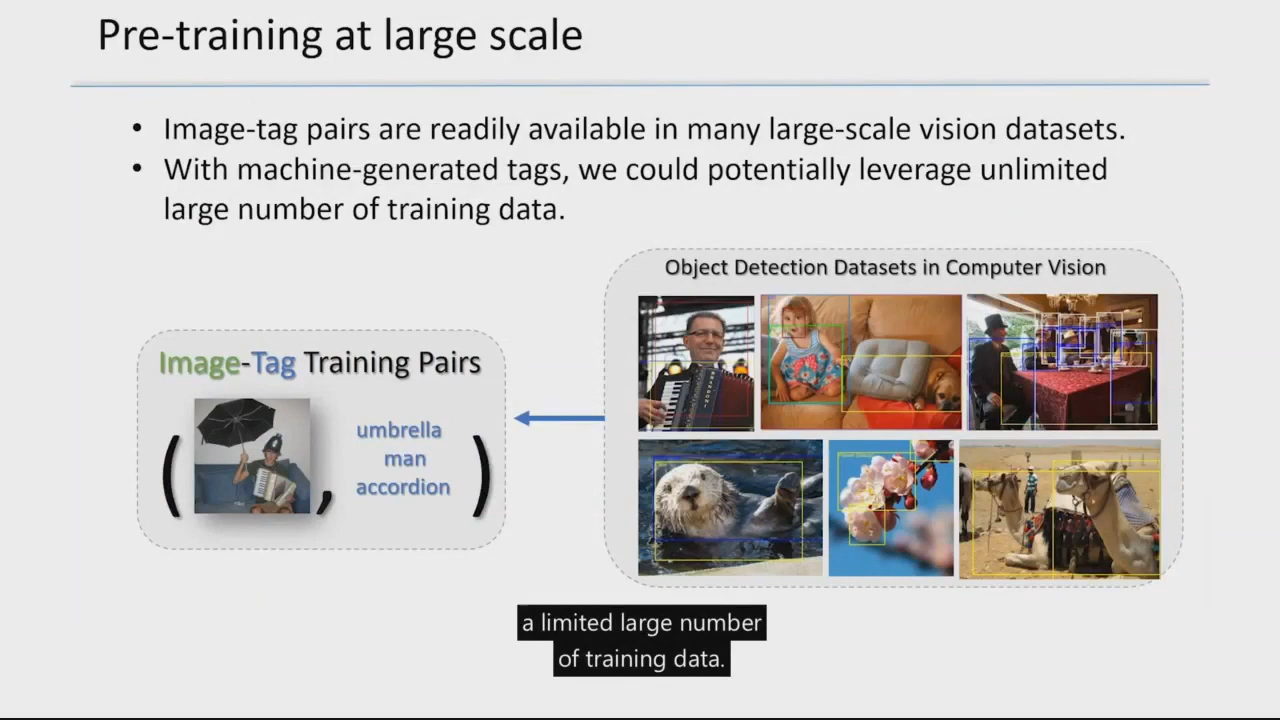 Pre-training at large scale
• Image-tag pairs are readily available in many large-scale vision datasets.
• With machine-generated tags, we could potentially leverage unlimited
large number of training data.
Object Detection Datasets in Computer Vision
Image-Tag Training Pairs
(
umbrella
man
accordion
,
)
a limited large number
of training data.